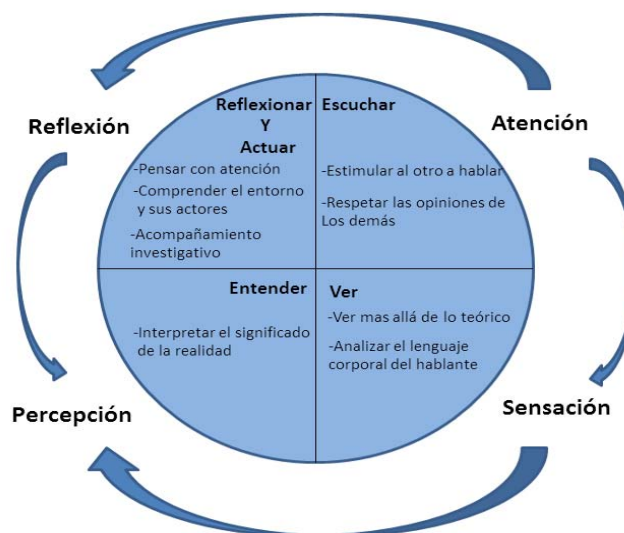 Reflexión
Reflexionar
Y
Actuar
-Pensar con atención
-Comprender el entorno
y sus actores
-Acompañamiento
investigativo
Escuchar
-Estimular al otro a hablar
-Respetar las opiniones de
Los demás
Atención
Entender
-Interpretar el significado
de la realidad
Ver
-Ver mas allá de lo teórico
-Analizar el lenguaje
corporal del hablante
Percepción
Sensación